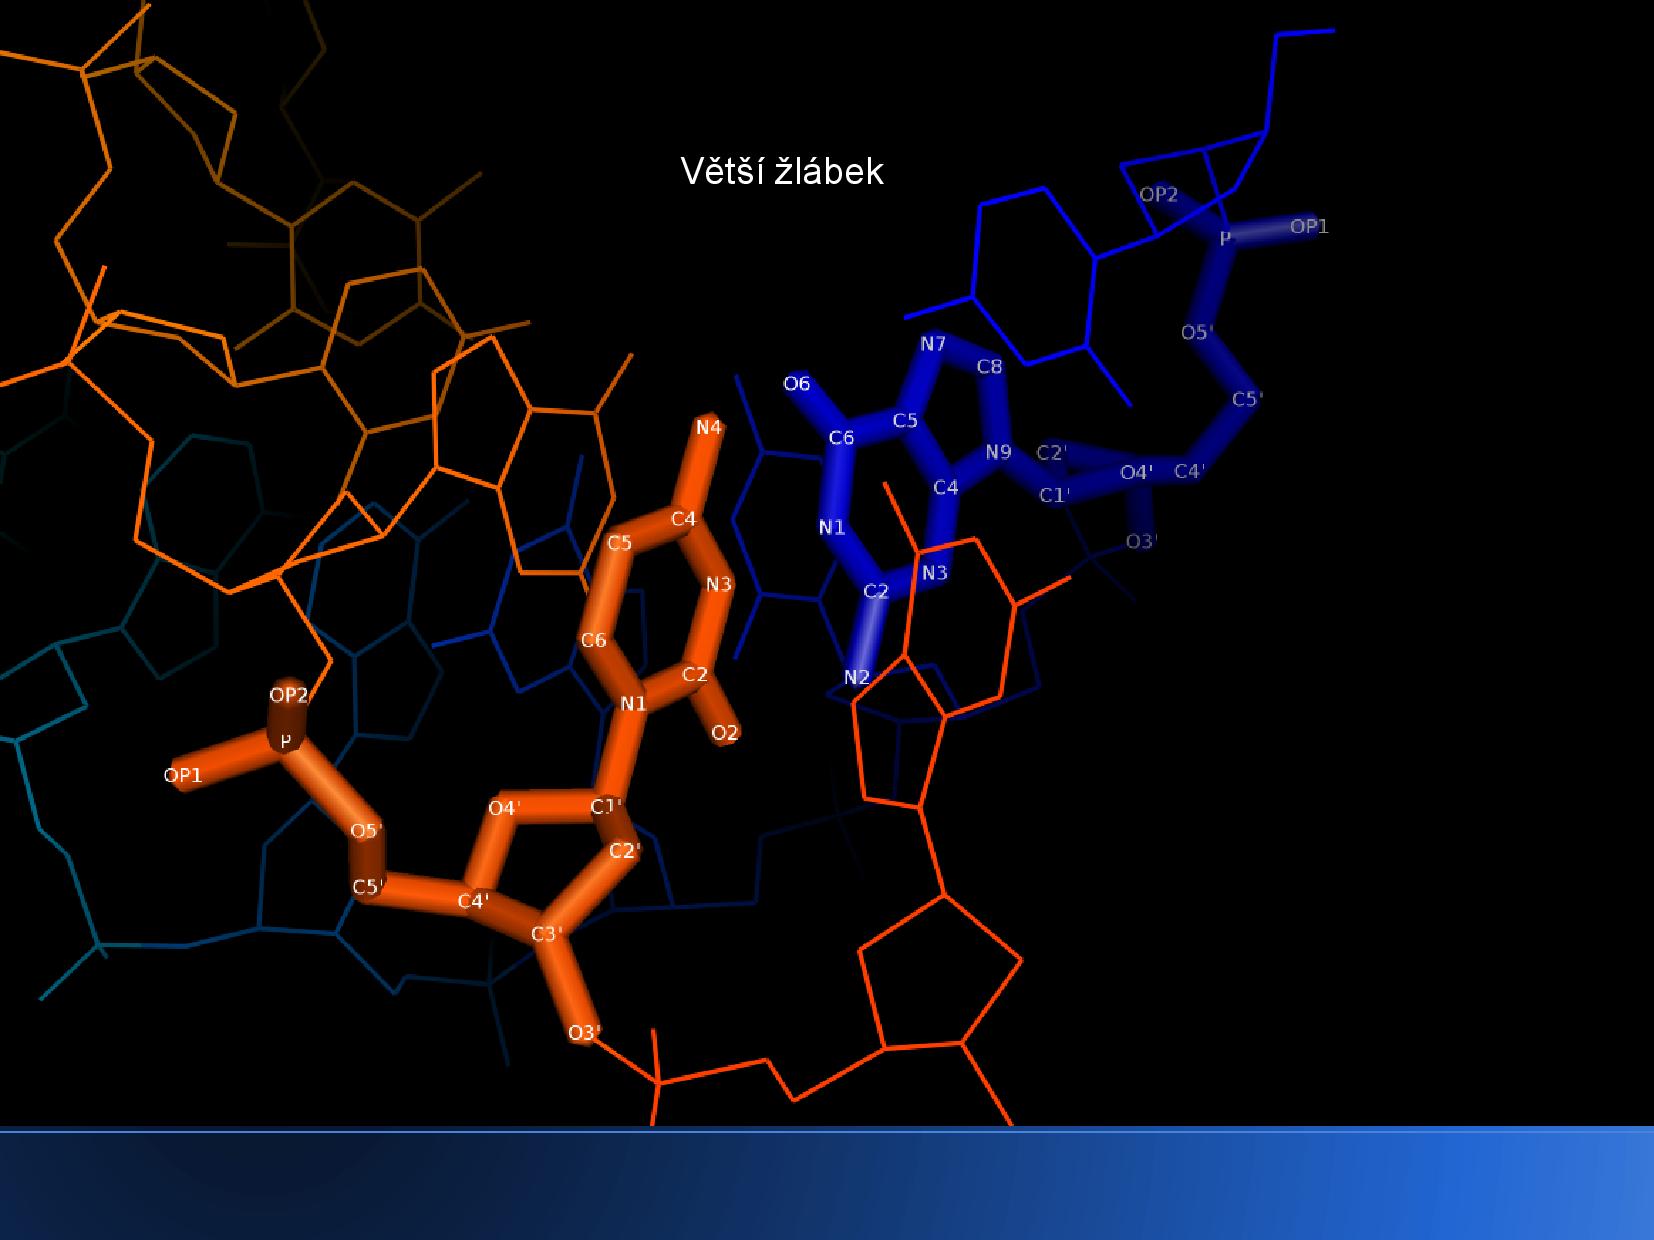 Větší žlábek
OP2
OP1
P
O5'
N7
C8
O6
C5'
C5
N4
C6
N9
C2'
O4'
C4'
C4
C1'
C4
N1
O3'
C5
N3
N3
C2
C6
C2
N2
OP2
N1
O2
P
OP1
O4'
C1'
O5'
C2'
C5'
C4'
C3'
O3'